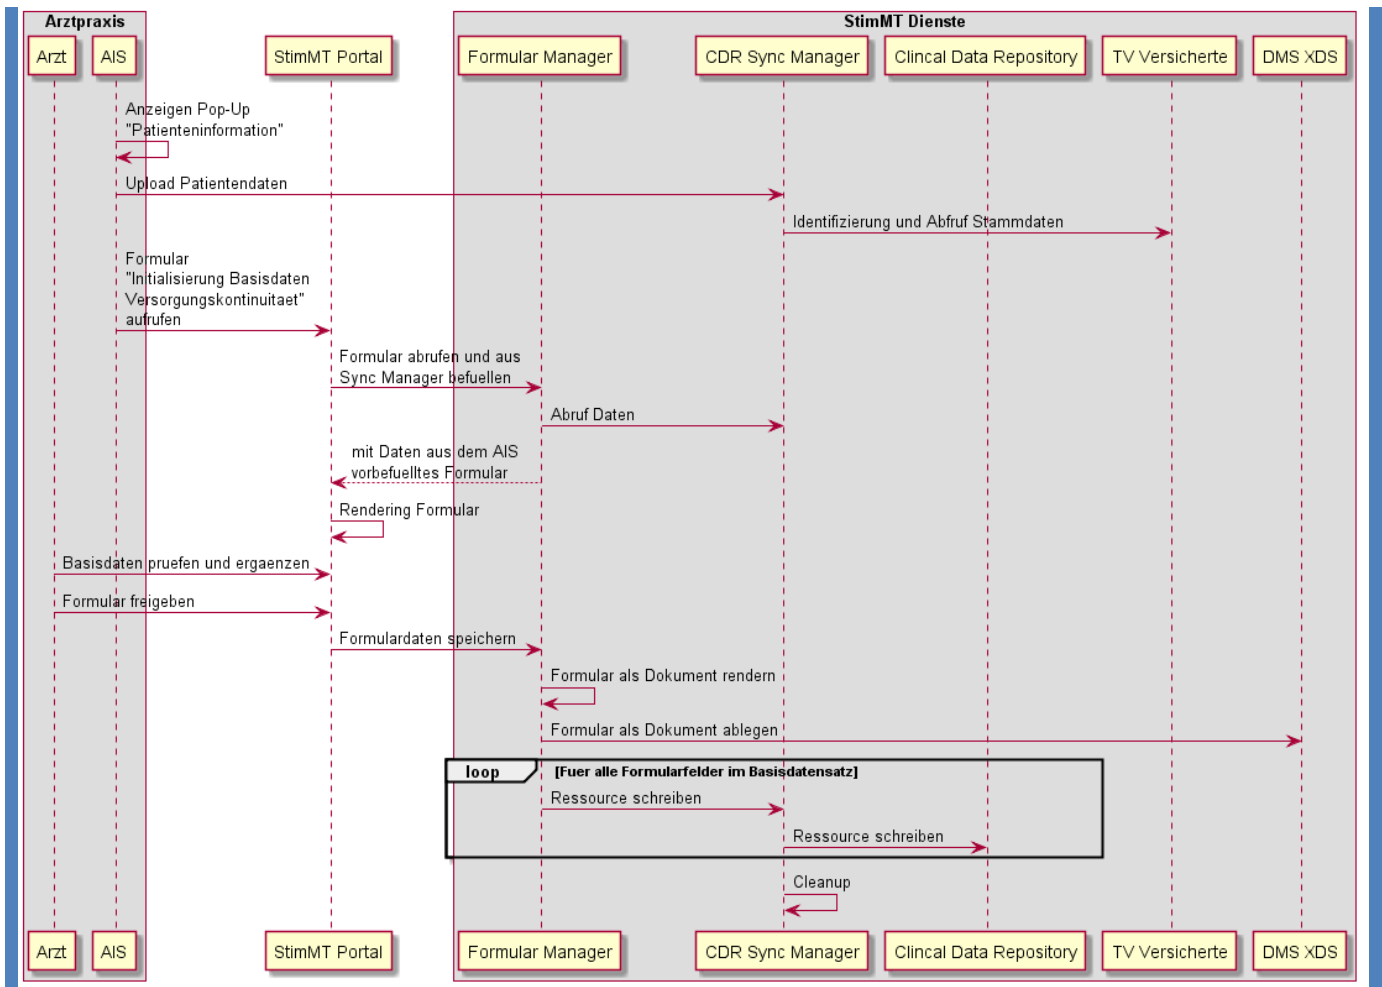 Arztpraxis
StimMT Dienste
Arzt
AIS
StimMT Portal
Formular Manager
CDR Sync Manager
Clincal Data Repository
TV Versicherte
DMS XDS
Anzeigen Pop-Up
"Patienteninformation"
Upload Patientendaten
Identifizierung und Abfruf Stammdaten
Formular
"Initialisierung Basisdaten
Versorgungskontinuitaet"
aufrufen
Formular abrufen und aus
Sync Manager befuellen
Abruf Daten
mit Daten aus dem AIS
vorbefuelltes Formular
Rendering Formular
Basisdaten pruefen und ergaenzen
Formular freigeben
Formulardaten speichern
Formular als Dokument rendern
Formular als Dokument ablegen
loop
[Fuer alle Formularfelder im Basisdatensatz]
Ressource schreiben
Ressource schreiben
Cleanup
Arzt
AIS
StimMT Portal
Formular Manager
CDR Sync Manager
Clincal Data Repository
TV Versicherte
DMS XDS